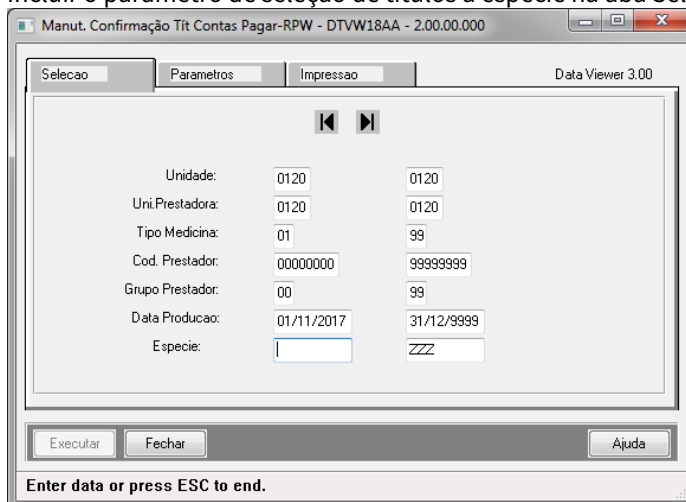 Incluir o parâmetro de seleção de títulos a espécie na aba Sel
Manut. Confirmação Tít Contas Pagar-RPW - DTVW18AA - 2.00.00.000
Selecao Parametros Impressao Data Viewer 3.00
Unidade: 0120 0120
Uni.Prestadora: 0120 0120
Tipo Medicina: 01 99
Cod. Prestador: 00000000 99999999
Grupo Prestador: 00 99
Data Producao: 01/11/2017 31/12/9999
Especie: ZZZ
Executar Fechar Ajuda
Enter data or press ESC to end.